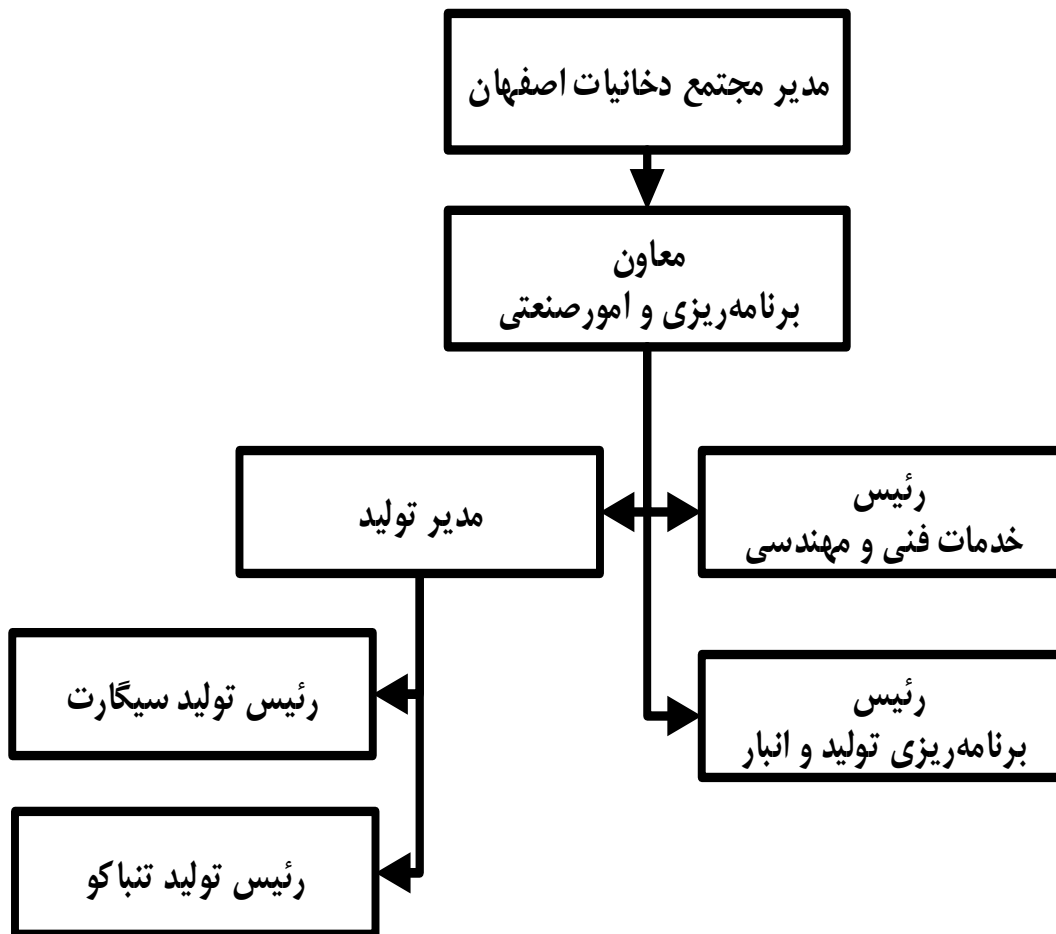 مدیر مجتمع دخانیات اصفهان
معاون
برنامه‌ریزی و امورصنعتی
رئیس
خدمات فنی و مهندسی
مدیر تولید
رئیس
برنامه‌ریزی تولید و انبار
رئیس تولید سیگارت
رئیس تولید تنباکو